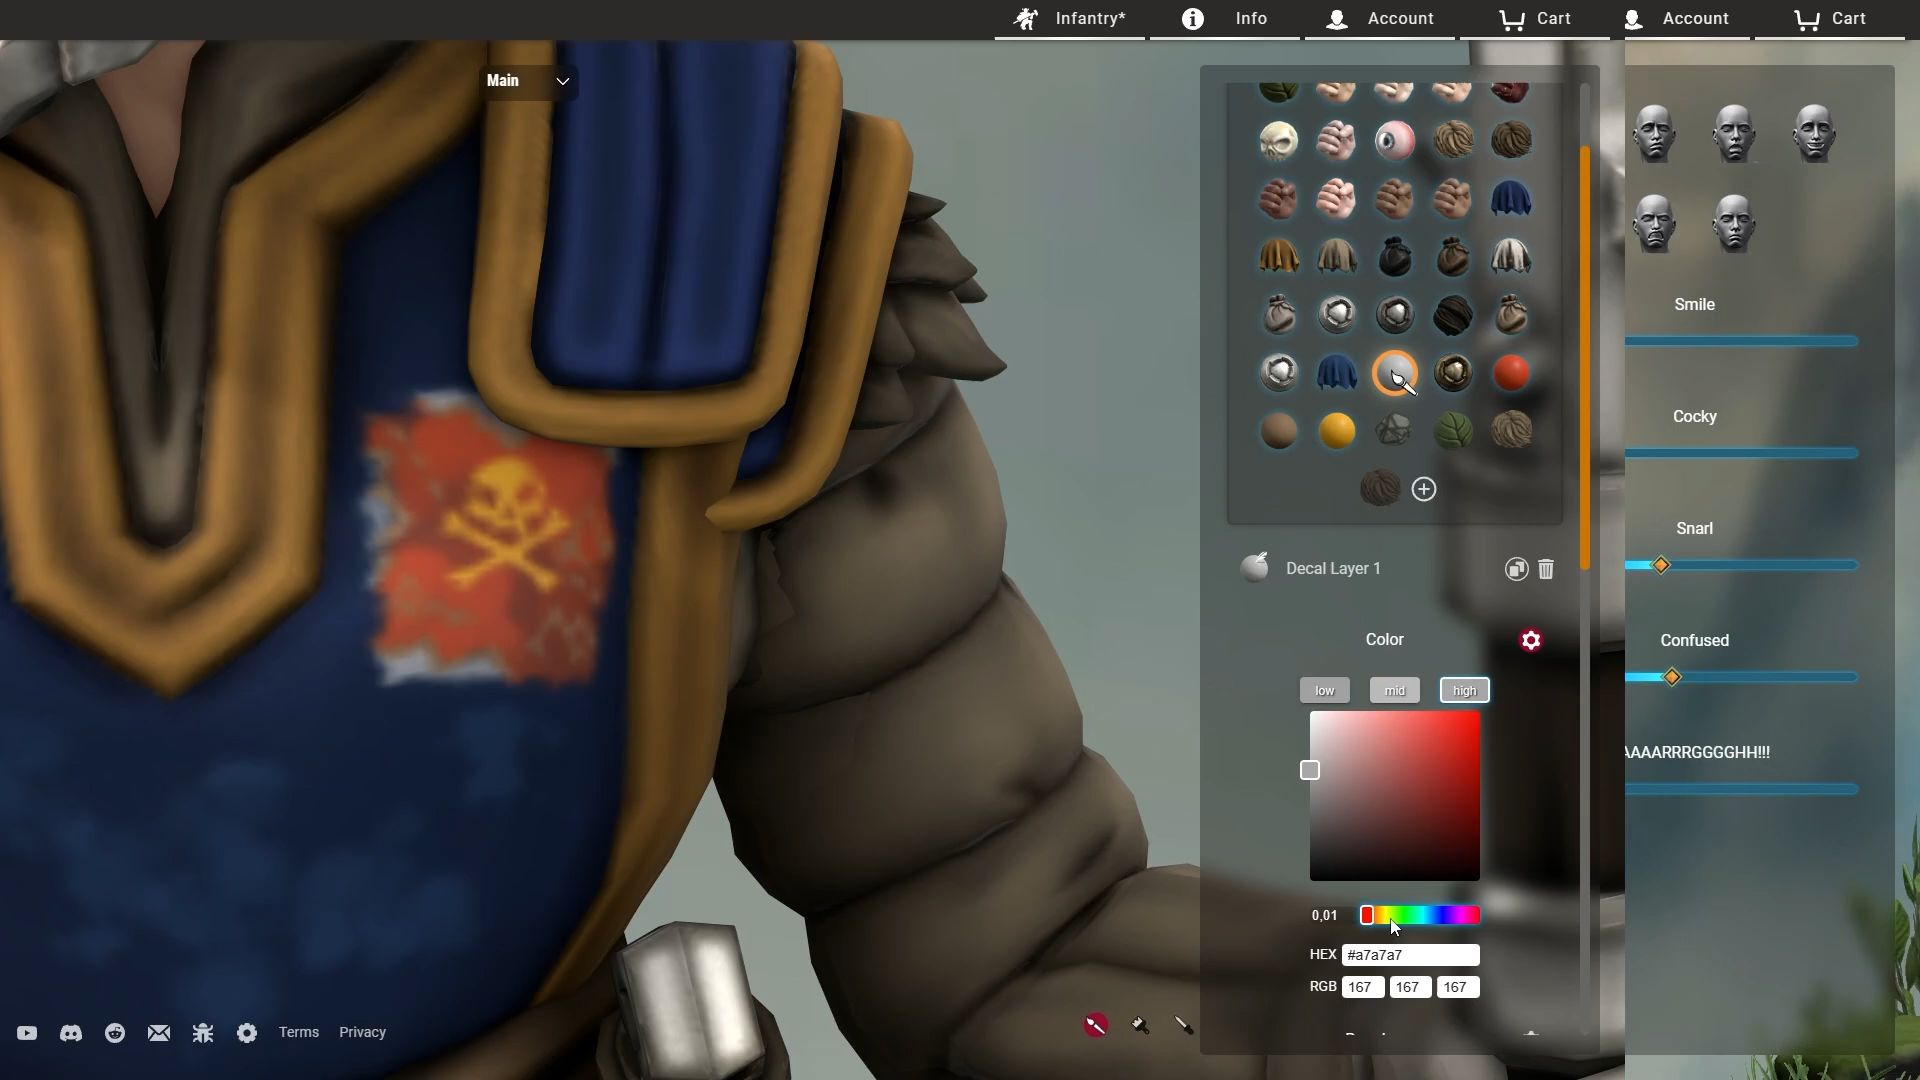 Infantry*
Info
Account
Cart
Account
Cart
Main
Smile
Cocky
Snarl
Decal Layer 1
Color
Confused
low
mid
high
AAAARRRGGGGHH!!!
0,01
HEX #a7a7a7
RGB 167 167 167
Terms
Privacy